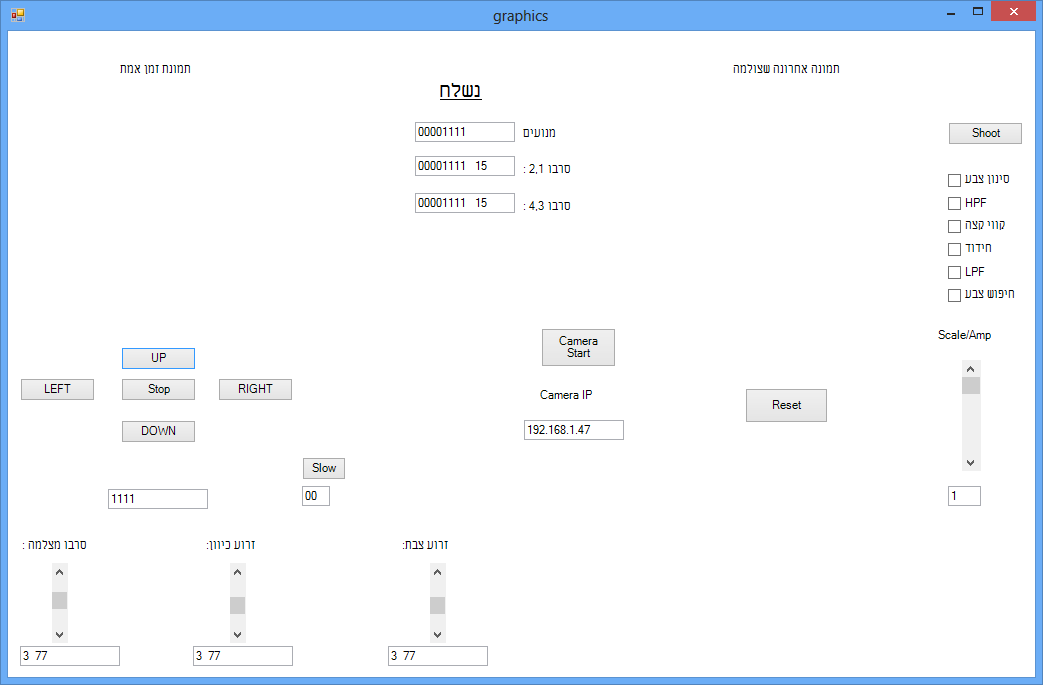 graphics
תמונת זמן אמת
תמונה אחרונה שצולמה
נשלח
00001111 מנועים
00001111 15 סרבו 2,1 :
00001111 15 סרבו 4,3 :
Shoot
סינון צבע
HPF
קווי קצה
חידוד
LPF
חיפוש צבע
Scale/Amp
1
UP
LEFT
Stop
RIGHT
DOWN
Slow
1111
00
Camera
Start
Camera IP
192.168.1.47
Reset
סרבו מצלמה :
זרוע כיוון:
זרוע צבת:
3 77
3 77
3 77